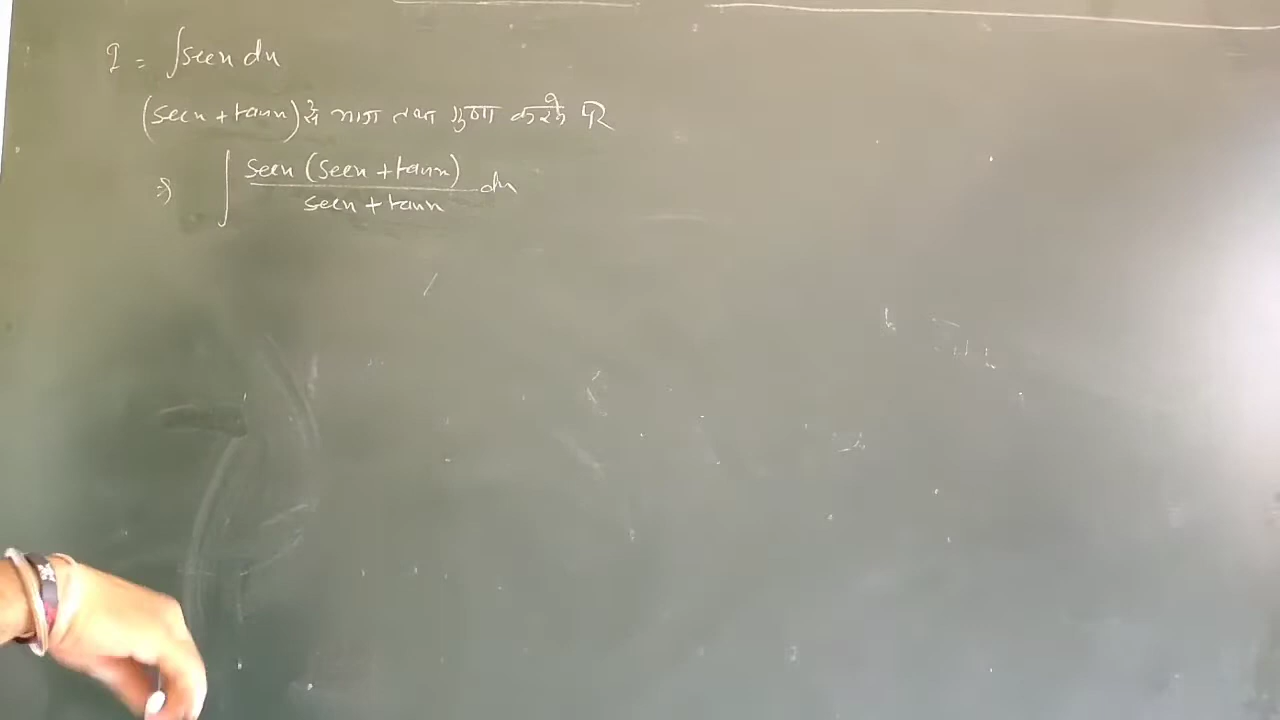 I = ∫secx dx
(secx + tanx) से भाग तथा गुणा करने पर
⇒ ∫ secx (secx + tanx) / secx + tanx dx